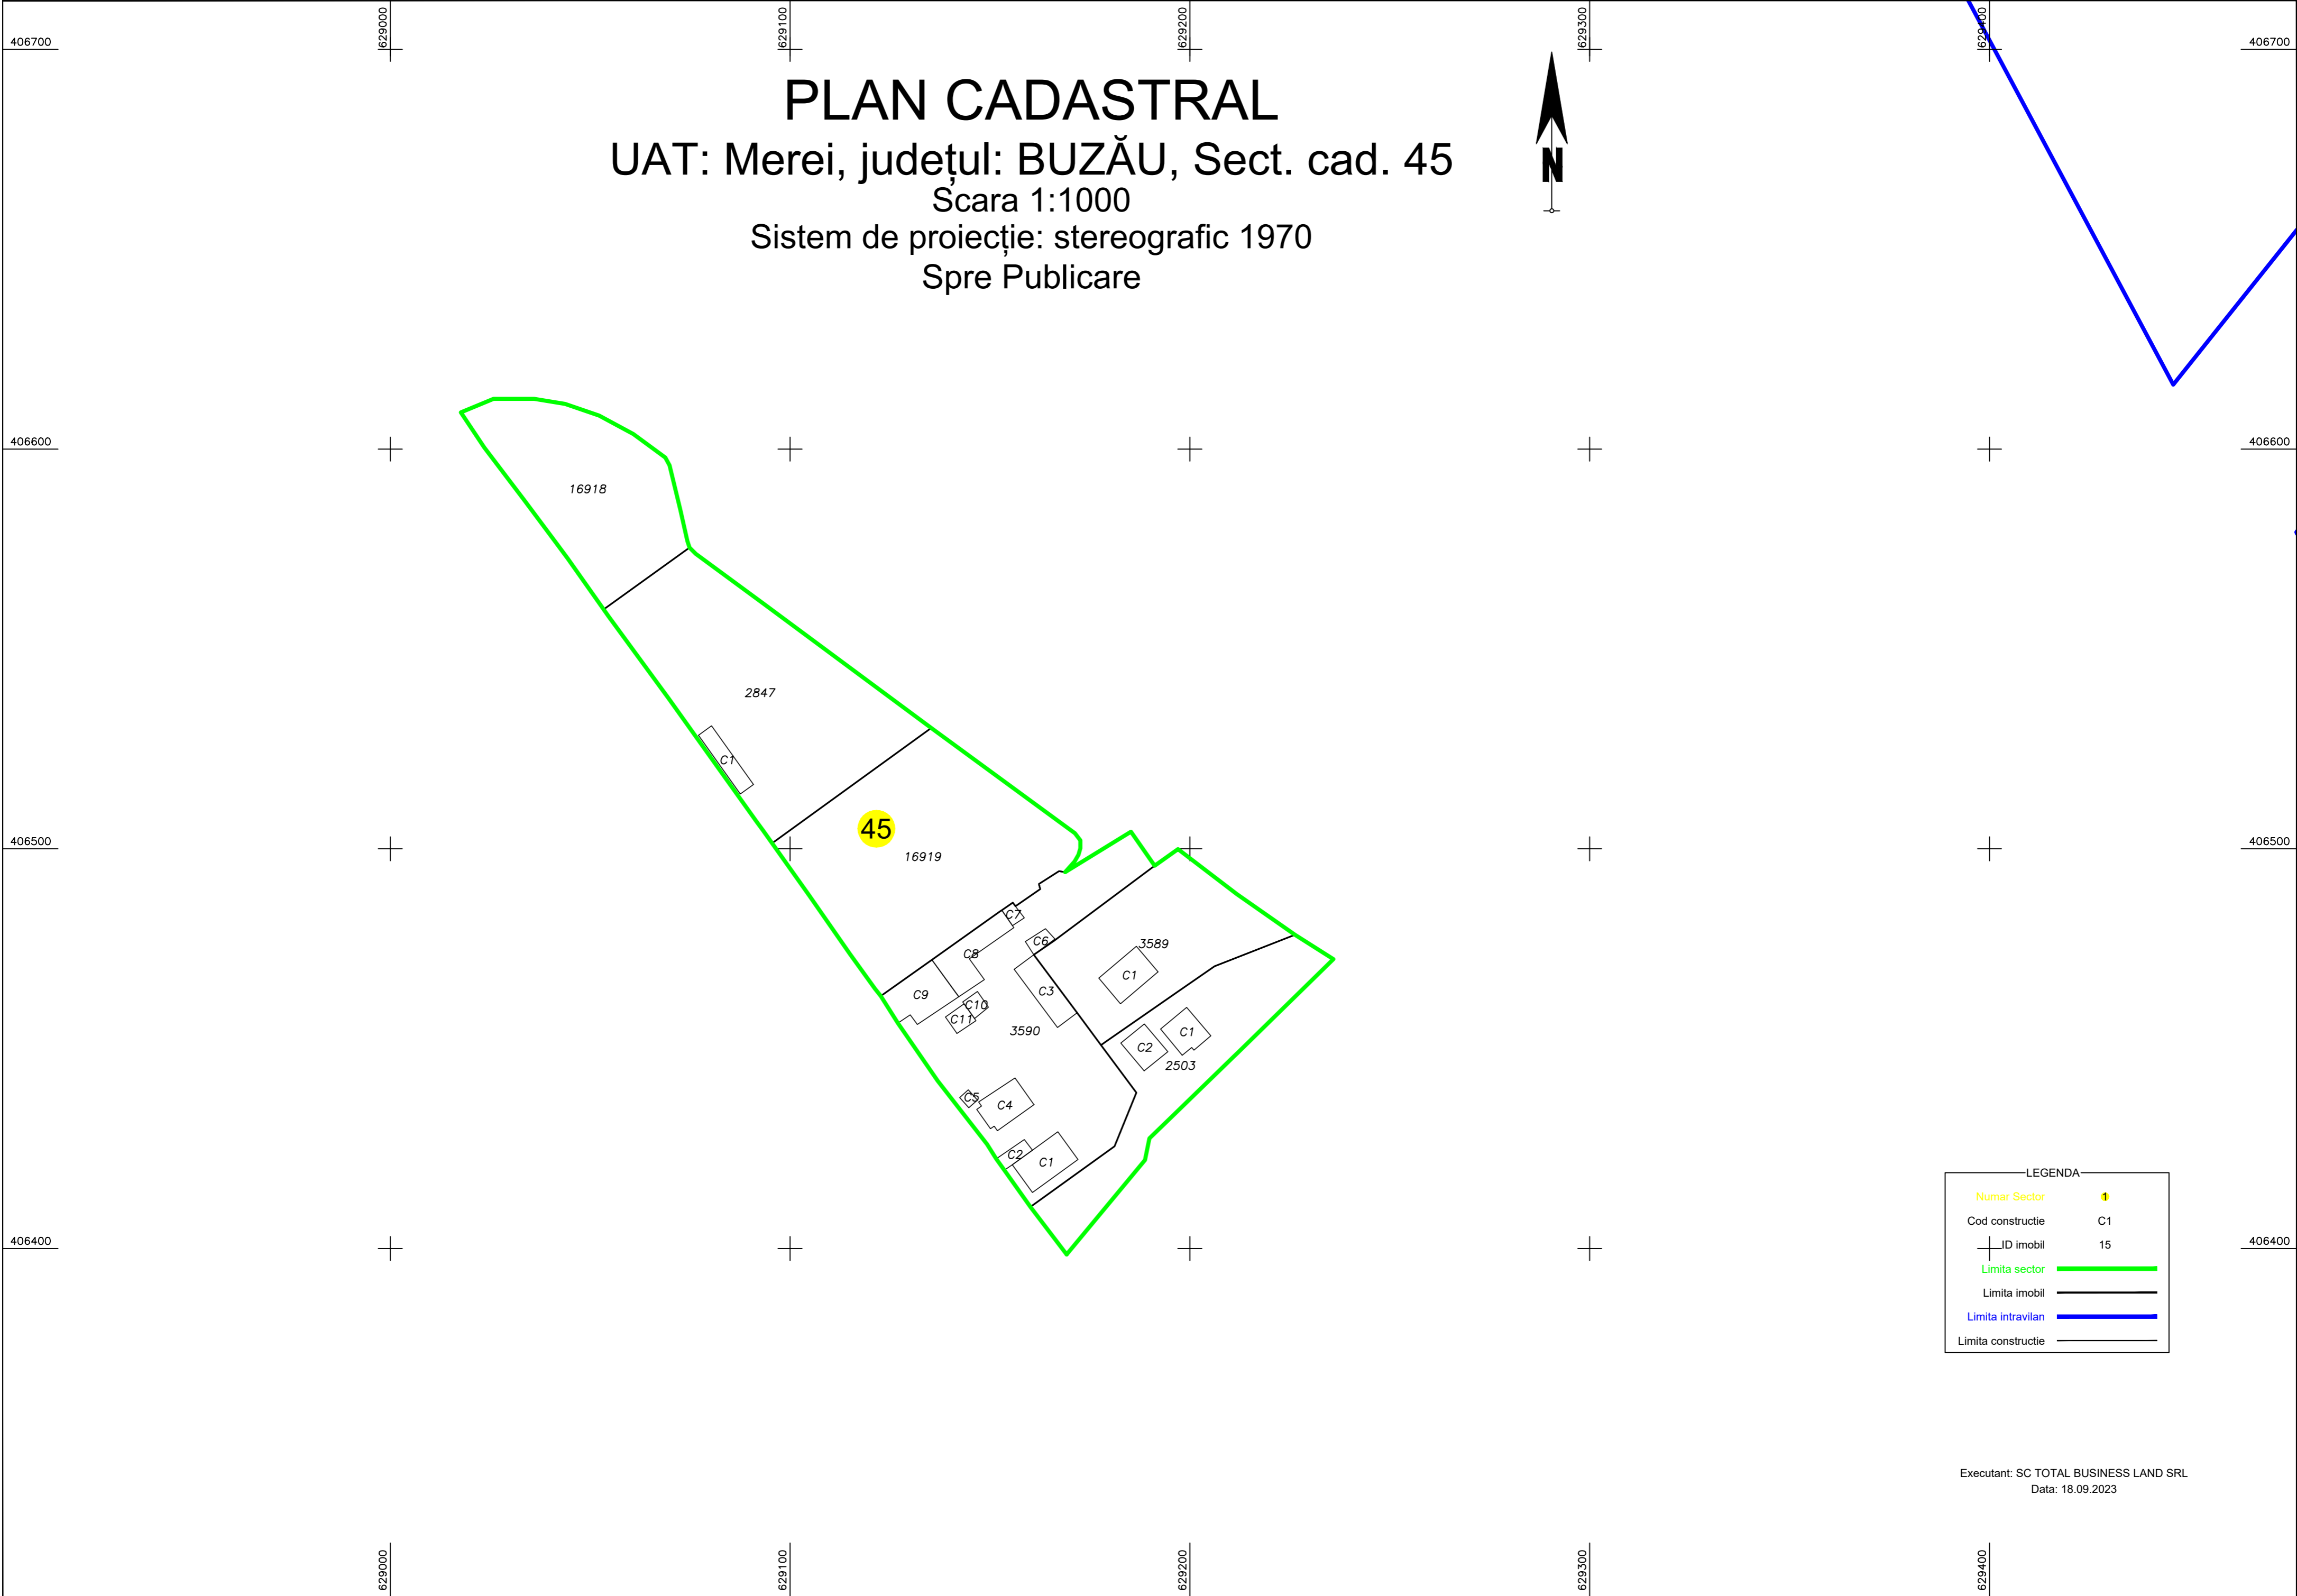 629000
629100
629200
629300
629400
406700
406700
PLAN CADASTRAL
UAT: Merei, județul: BUZĂU, Sect. cad. 45
Scara 1:1000
Sistem de proiecție: stereografic 1970
Spre Publicare
N
406600
406600
16918
2847
C1
45
406500
406500
16919
C7
C6
3589
C8
C1
C9
C3
C10
C11
3590
C1
C2
2503
C5
C4
C2
C1
LEGENDA
Numar Sector 1
Cod constructie C1
ID imobil 15
406400
406400
Limita sector
Limita imobil
Limita intravilan
Limita constructie
Executant: SC TOTAL BUSINESS LAND SRL
Data: 18.09.2023
629000
629100
629200
629300
629400